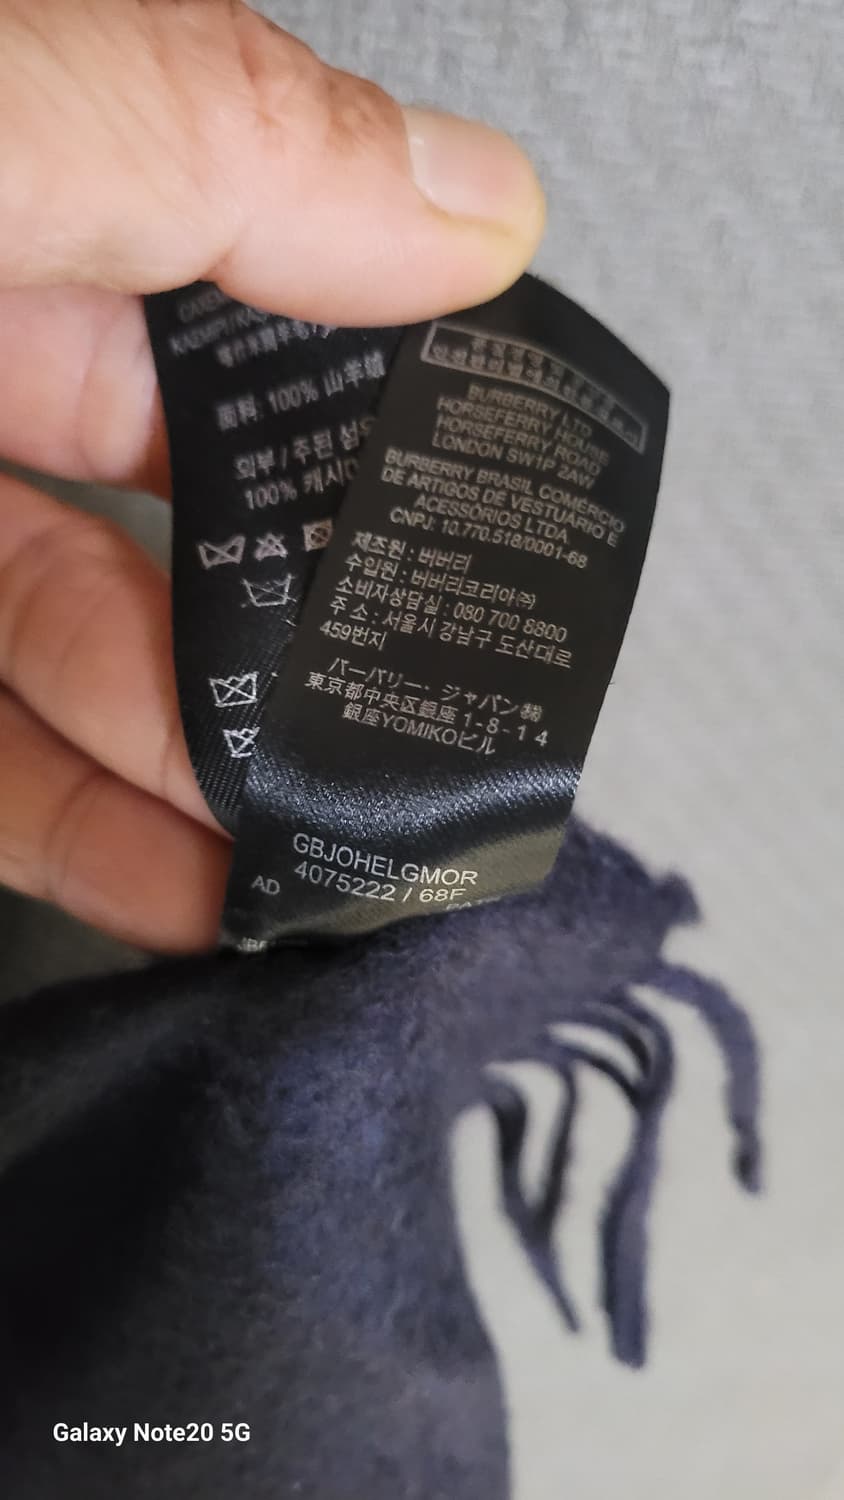 面料: 100% 山羊绒
외부 / 주된 섬
100% 캐시미
BURBERRY LTD
HORSEFERRY HOUSE
HORSEFERRY ROAD
LONDON SW1P 2AW
BURBERRY BRASIL COMÉRCIO
DE ARTIGOS DE VESTUÁRIO E
ACESSÓRIOS LTDA
CNPJ: 10.770.518/0001-68
제조원 : 버버리
수입원 : 버버리코리아㈜
소비자상담실 : 080 700 8800
주 소 : 서울시 강남구 도산대로
459번지
バーバリー・ジャパン㈱
東京都中央区銀座 1-8-1 4
銀座YOMIKOビル
GBJOHELGMOR
AD 4075222 / 68F
Galaxy Note20 5G